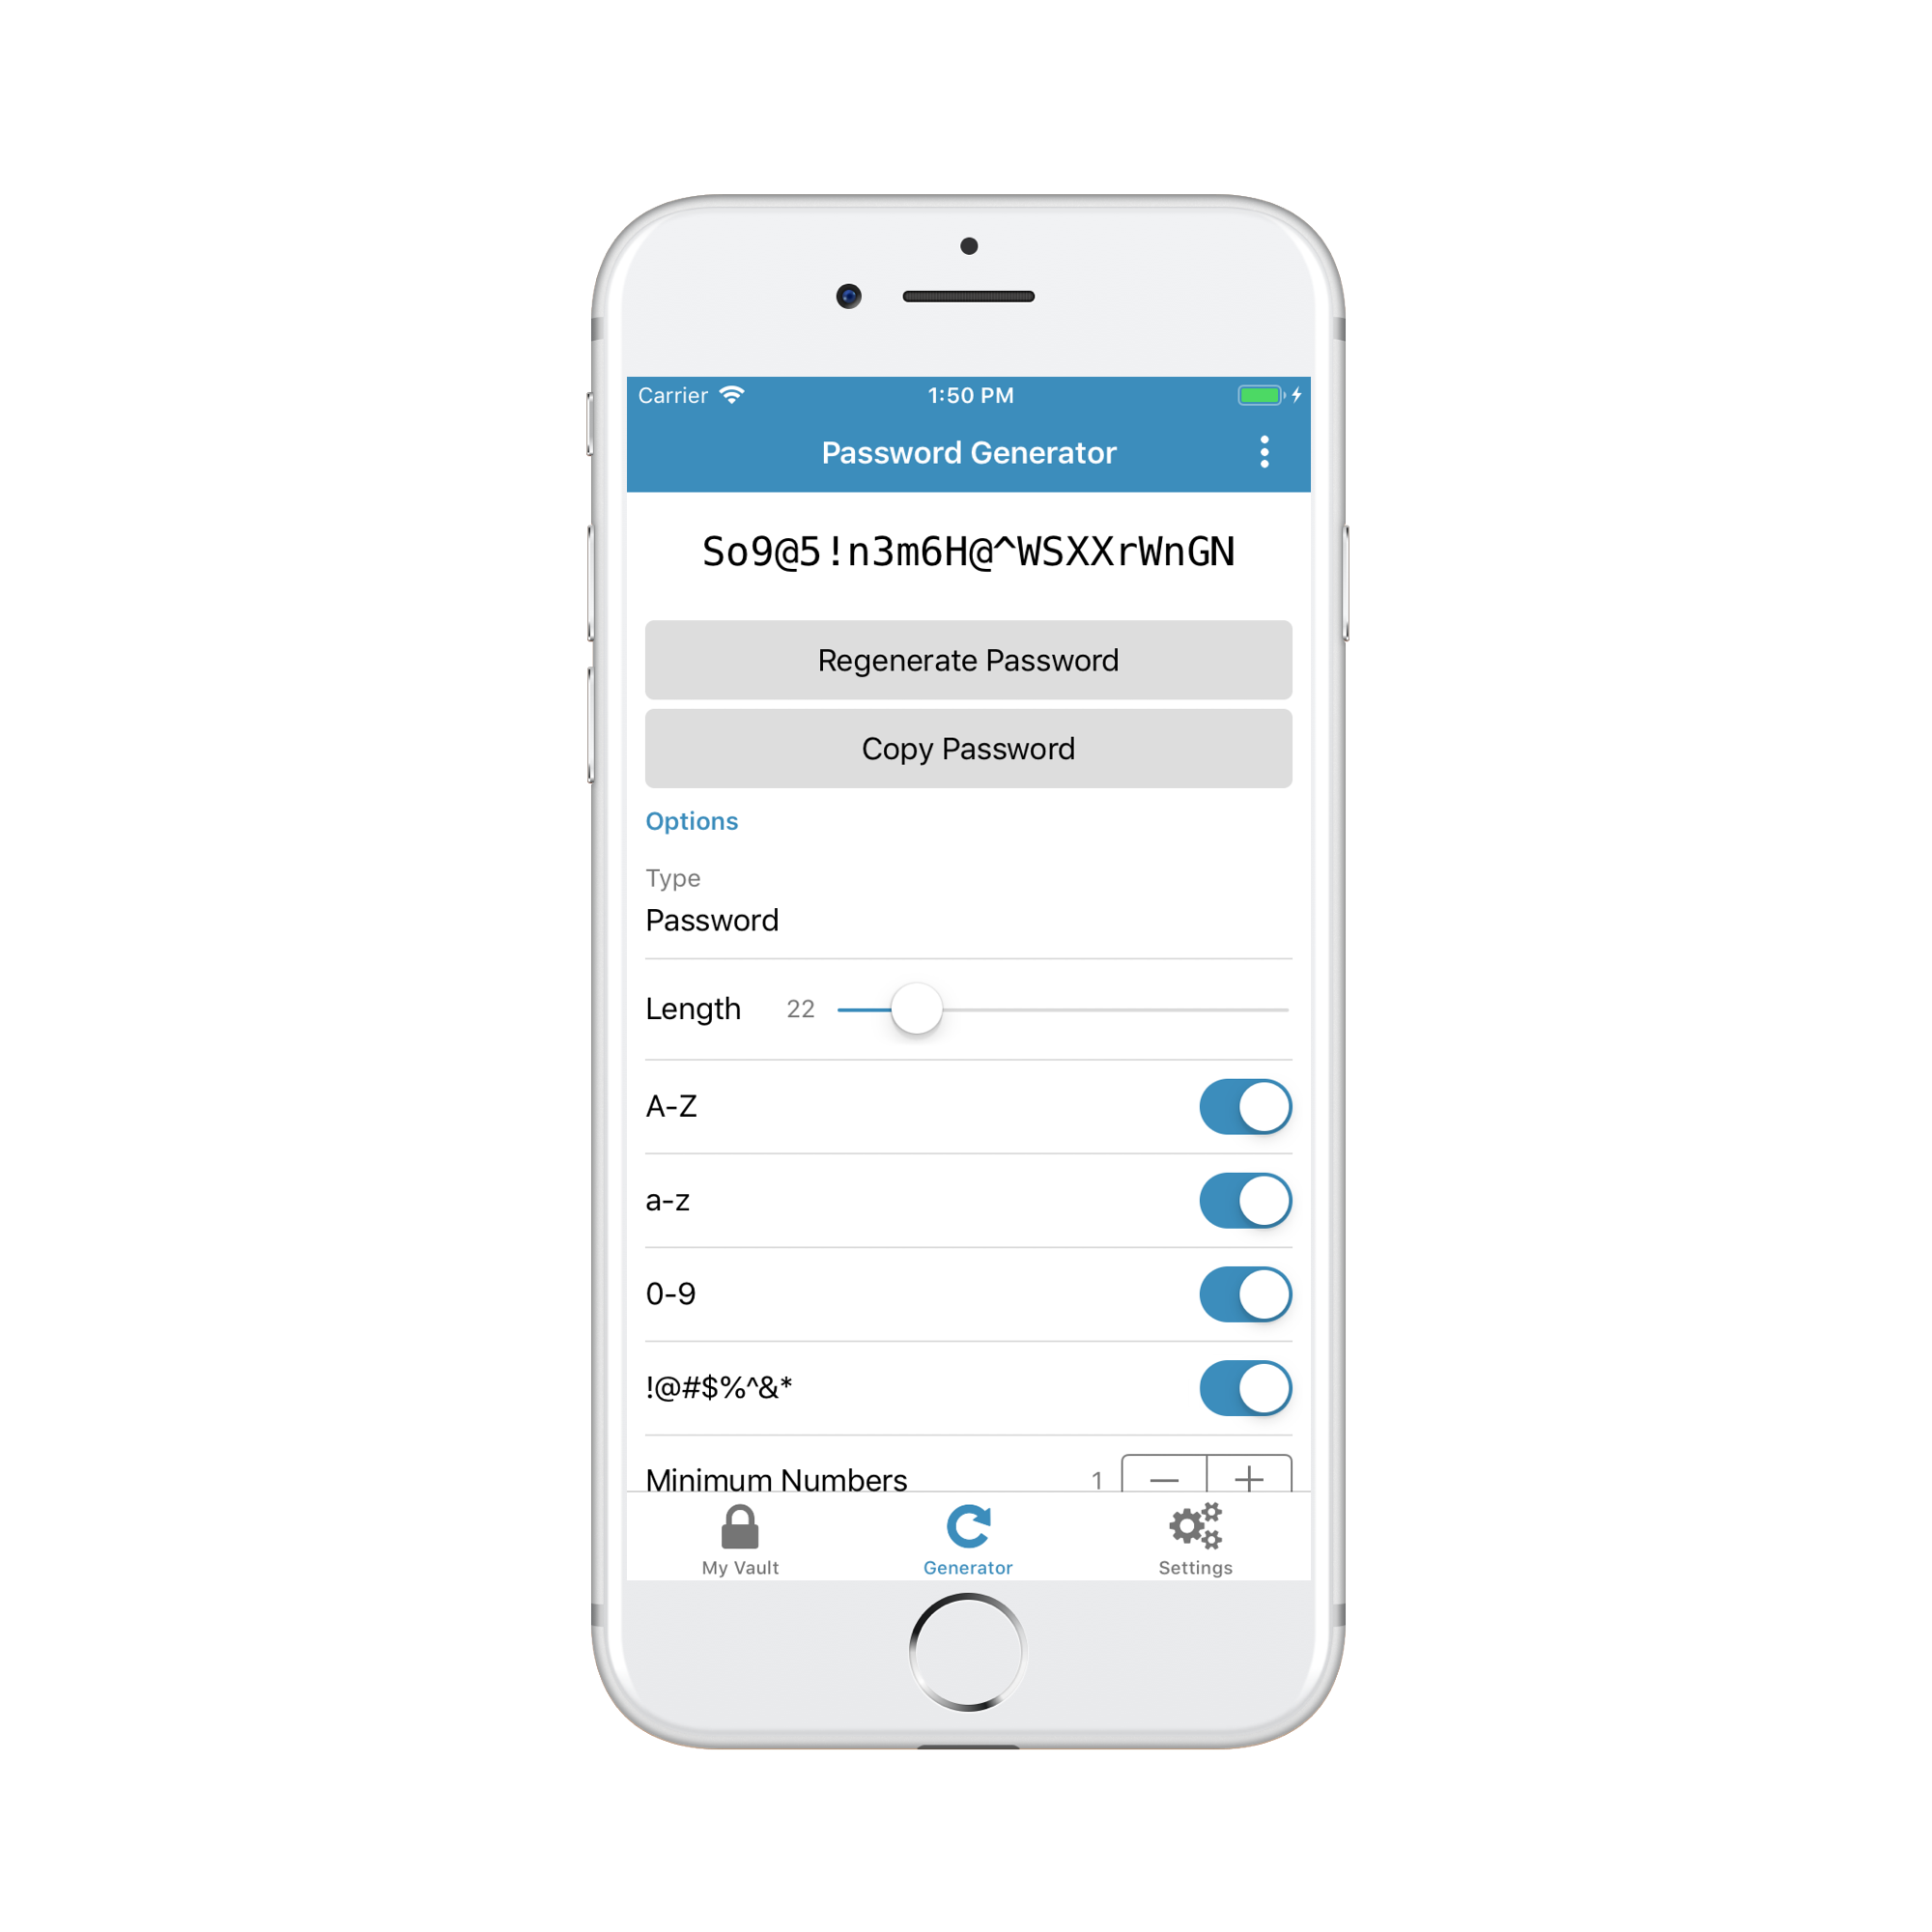 Carrier 1:50 PM
Password Generator
So9@5!n3m6H@^WSXXrWnGN
Regenerate Password
Copy Password
Options
Type
Password
Length 22
A-Z
a-z
0-9
!@#$%^&*
Minimum Numbers 1 — +
My Vault Generator Settings